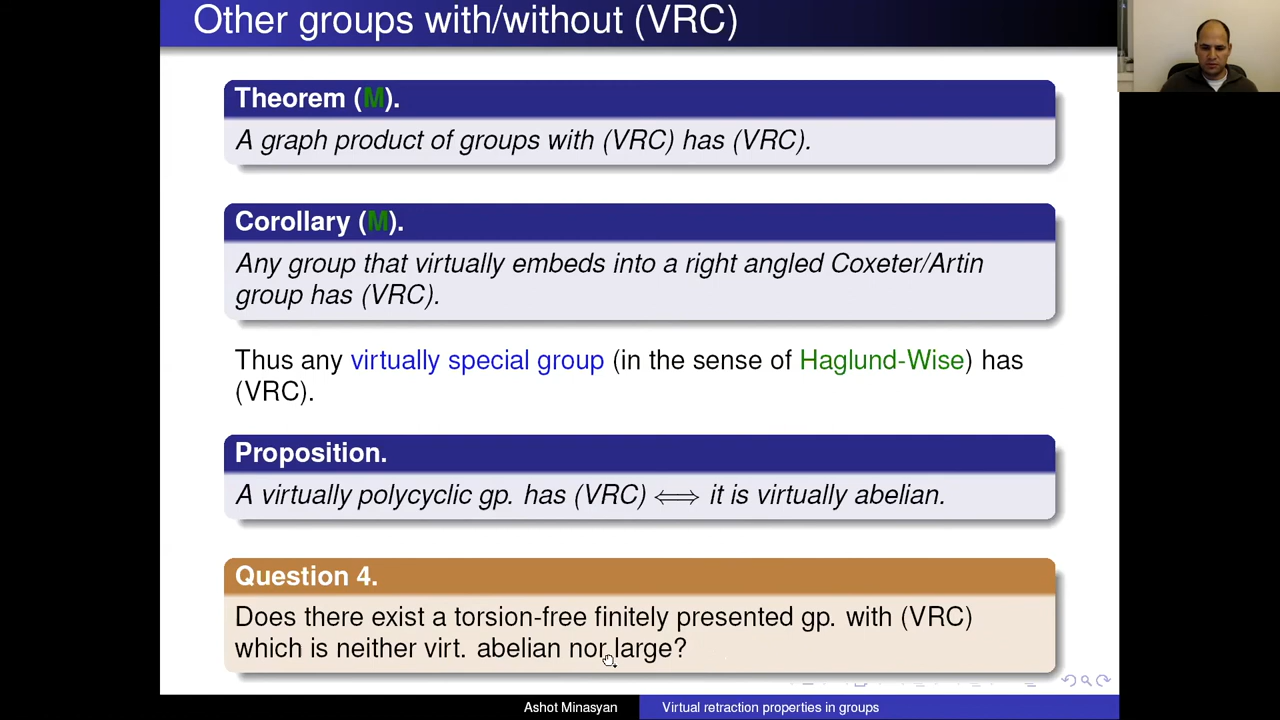 Other groups with/without (VRC)
Theorem (M).
A graph product of groups with (VRC) has (VRC).
Corollary (M).
Any group that virtually embeds into a right angled Coxeter/Artin
group has (VRC).
Thus any virtually special group (in the sense of Haglund-Wise) has
(VRC).
Proposition.
A virtually polycyclic gp. has (VRC) ⟺ it is virtually abelian.
Question 4.
Does there exist a torsion-free finitely presented gp. with (VRC)
which is neither virt. abelian nor large?
Ashot Minasyan
Virtual retraction properties in groups